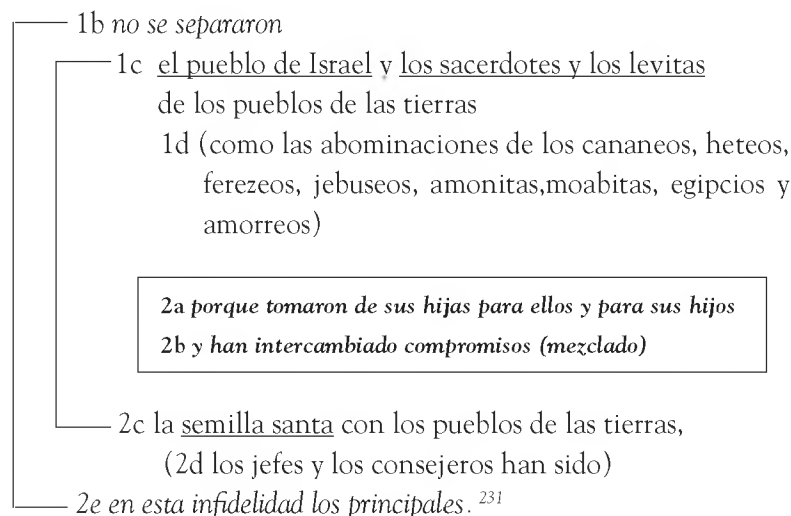 1b no se separaron
1c el pueblo de Israel y los sacerdotes y los levitas
de los pueblos de las tierras
1d (como las abominaciones de los cananeos, heteos,
ferezeos, jebuseos, amonitas,moabitas, egipcios y
amorreos)
2a porque tomaron de sus hijas para ellos y para sus hijos
2b y han intercambiado compromisos (mezclado)
2c la semilla santa con los pueblos de las tierras,
(2d los jefes y los consejeros han sido)
2e en esta infidelidad los principales. 231